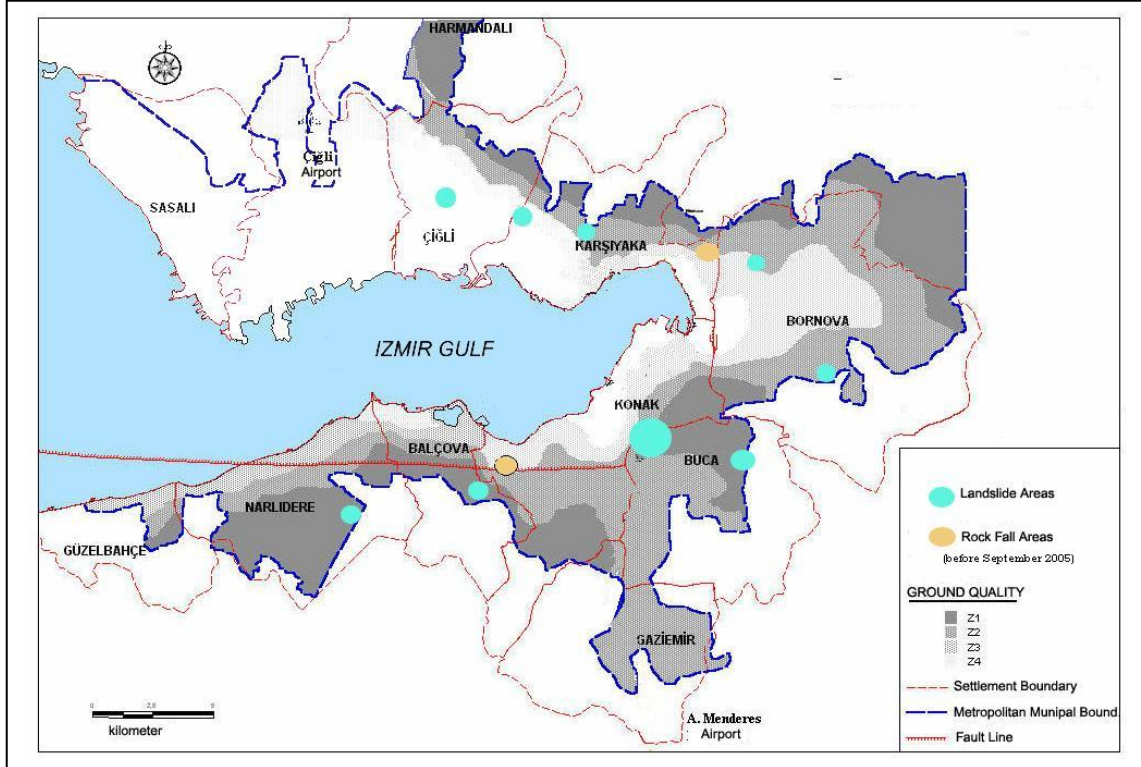 HARMANDALI
Çiğli
Airport
SASALI
ÇİĞLİ
KARŞIYAKA
BORNOVA
IZMIR GULF
KONAK
BALÇOVA
BUCA
NARLIDERE
GÜZELBAHÇE
GAZİEMİR
A. Menderes
Airport
kilometer
Landslide Areas
Rock Fall Areas
(before September 2005)
GROUND QUALITY
Z1
Z2
Z3
Z4
Settlement Boundary
Metropolitan Munipal Bound.
Fault Line